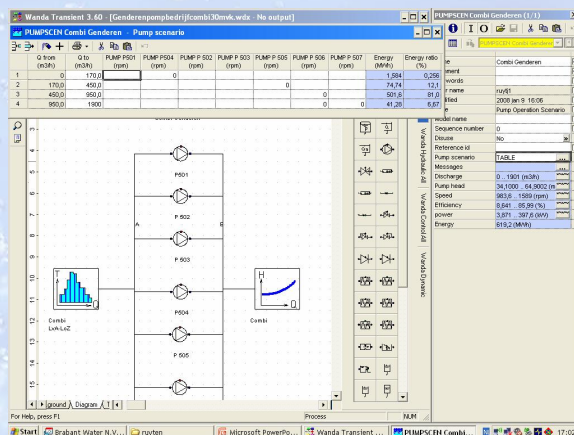 Wanda Transient 3.60 - [Genderenpompbedrijfcombi30mvk.wdx - No output]
PUMPSCEN Combi Genderen (1/1)
PUMPSCEN Combi Genderen - Pump scenario
Q from (m3/h) Q to (m3/h) PUMP P501 (rpm) PUMP P504 (rpm) PUMP P 502 (rpm) PUMP P 503 (rpm) PUMP P 505 (rpm) PUMP P506 (rpm) PUMP P 507 (rpm) Energy (MWh) Energy ratio (%)
1 0 170,0 0 1,584 0,256
2 170,0 450,0 0 74,74 12,1
3 450,0 950,0 0 501,6 81,0
4 950,0 1900 0 0 41,28 6,67
Combi Genderen
words
ruytj1
2008 jan 9 16:06
Pump Operation Scenario
Model name
Sequence number 0
Disuse No
Reference id
Pump scenario TABLE
Messages
Discharge 0 .. 1901 (m3/h)
Pump head 34,1000 .. 64,9002 (m
Speed 983,6 .. 1589 (rpm)
Efficiency 8,641 .. 85,99 (%)
power 3,871 .. 397,6 (kW)
Energy 619,2 (MWh)
P501
P 502
A
P 503
T
Q
H
Q
Combi
LxA-LoZ
P504
Combi
P 505
Wanda Hydraulic All
Wanda Control All
Wanda Dynamic
ground Diagram
For Help, press F1
Process
NUM
Start
Brabant Water N.V...
ruyten
Microsoft PowerPo...
Wanda Transient ...
PUMPSCEN Combi...
17:02